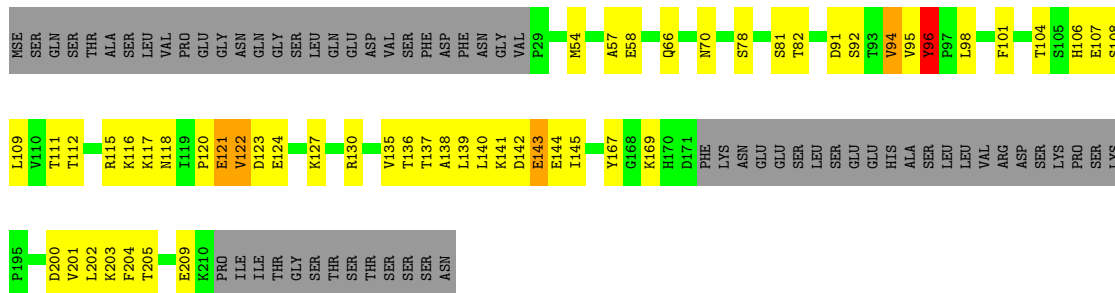 MSE SER GLN SER THR ALA SER LEU VAL PRO GLU GLY ASN GLN GLY SER LEU GLN GLU ASP VAL SER PHE ASP PHE ASN GLY VAL P29 M54 A57 E58 Q66 N70 S78 S81 T82 D91 S92 T93 V94 V95 Y96 P97 L98 F101 T104 S105 H106 E107 S108
L109 V110 T111 T112 R115 K116 K117 N118 I119 P120 E121 V122 D123 E124 K127 R130 V135 T136 T137 A138 L139 L140 K141 D142 E143 E144 I145 Y167 G168 K169 H170 D171 PHE LYS ASN GLU GLU SER LEU SER GLU GLU HIS ALA SER LEU LEU VAL ARG ASP SER LYS PRO SER LYS
P195 D200 V201 L202 K203 F204 T205 E209 K210 PRO ILE ILE THR GLY SER THR SER THR SER SER SER ASN